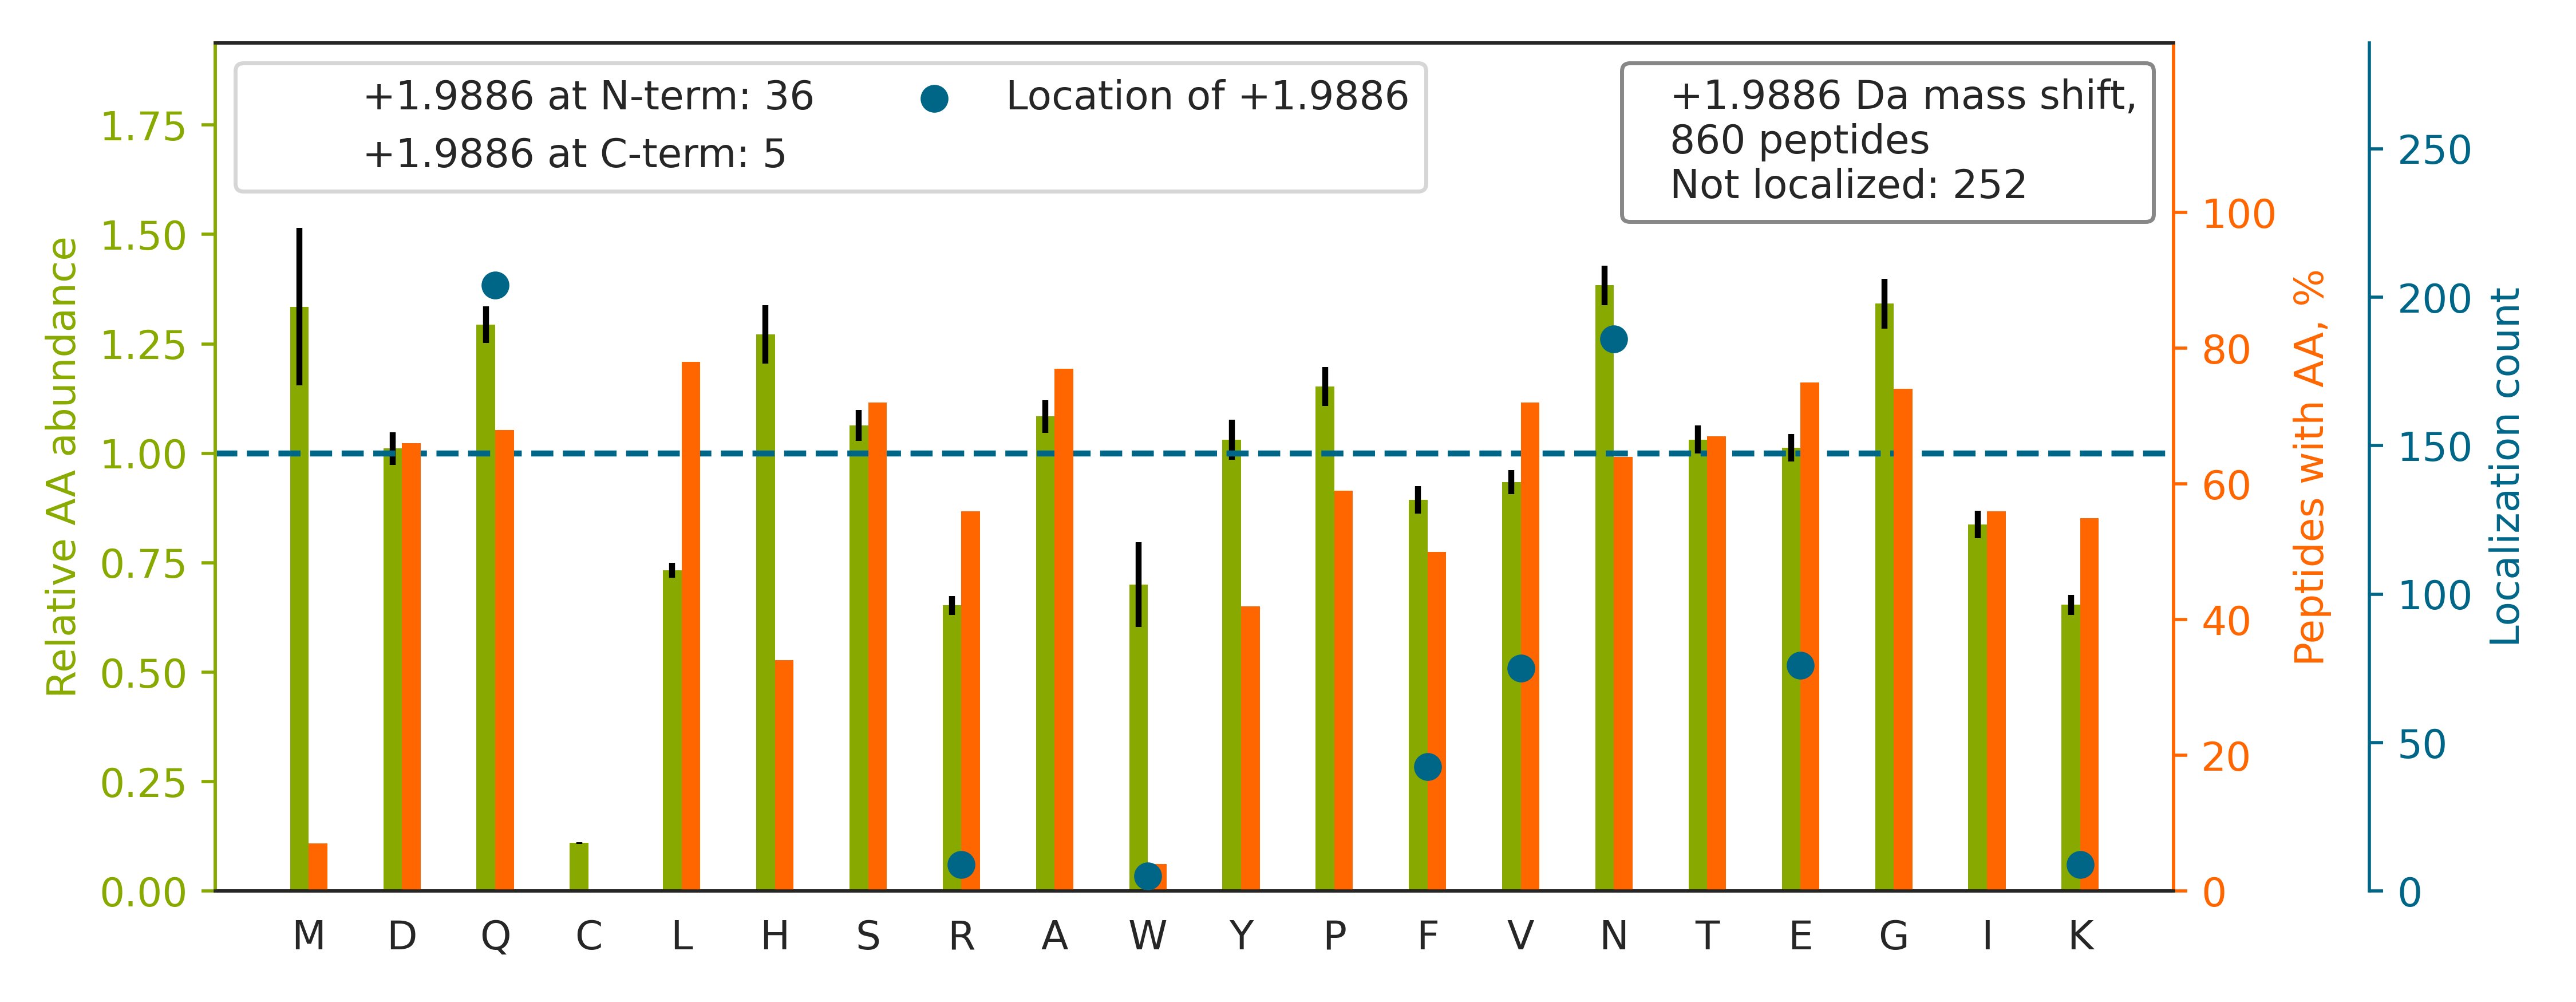 +1.9886 at N-term: 36
+1.9886 at C-term: 5
Location of +1.9886
+1.9886 Da mass shift,
860 peptides
Not localized: 252
Relative AA abundance
1.75
1.50
1.25
1.00
0.75
0.50
0.25
0.00
100
80
60
40
20
0
Peptides with AA, %
250
200
150
100
50
0
Localization count
M D Q C L H S R A W Y P F V N T E G I K